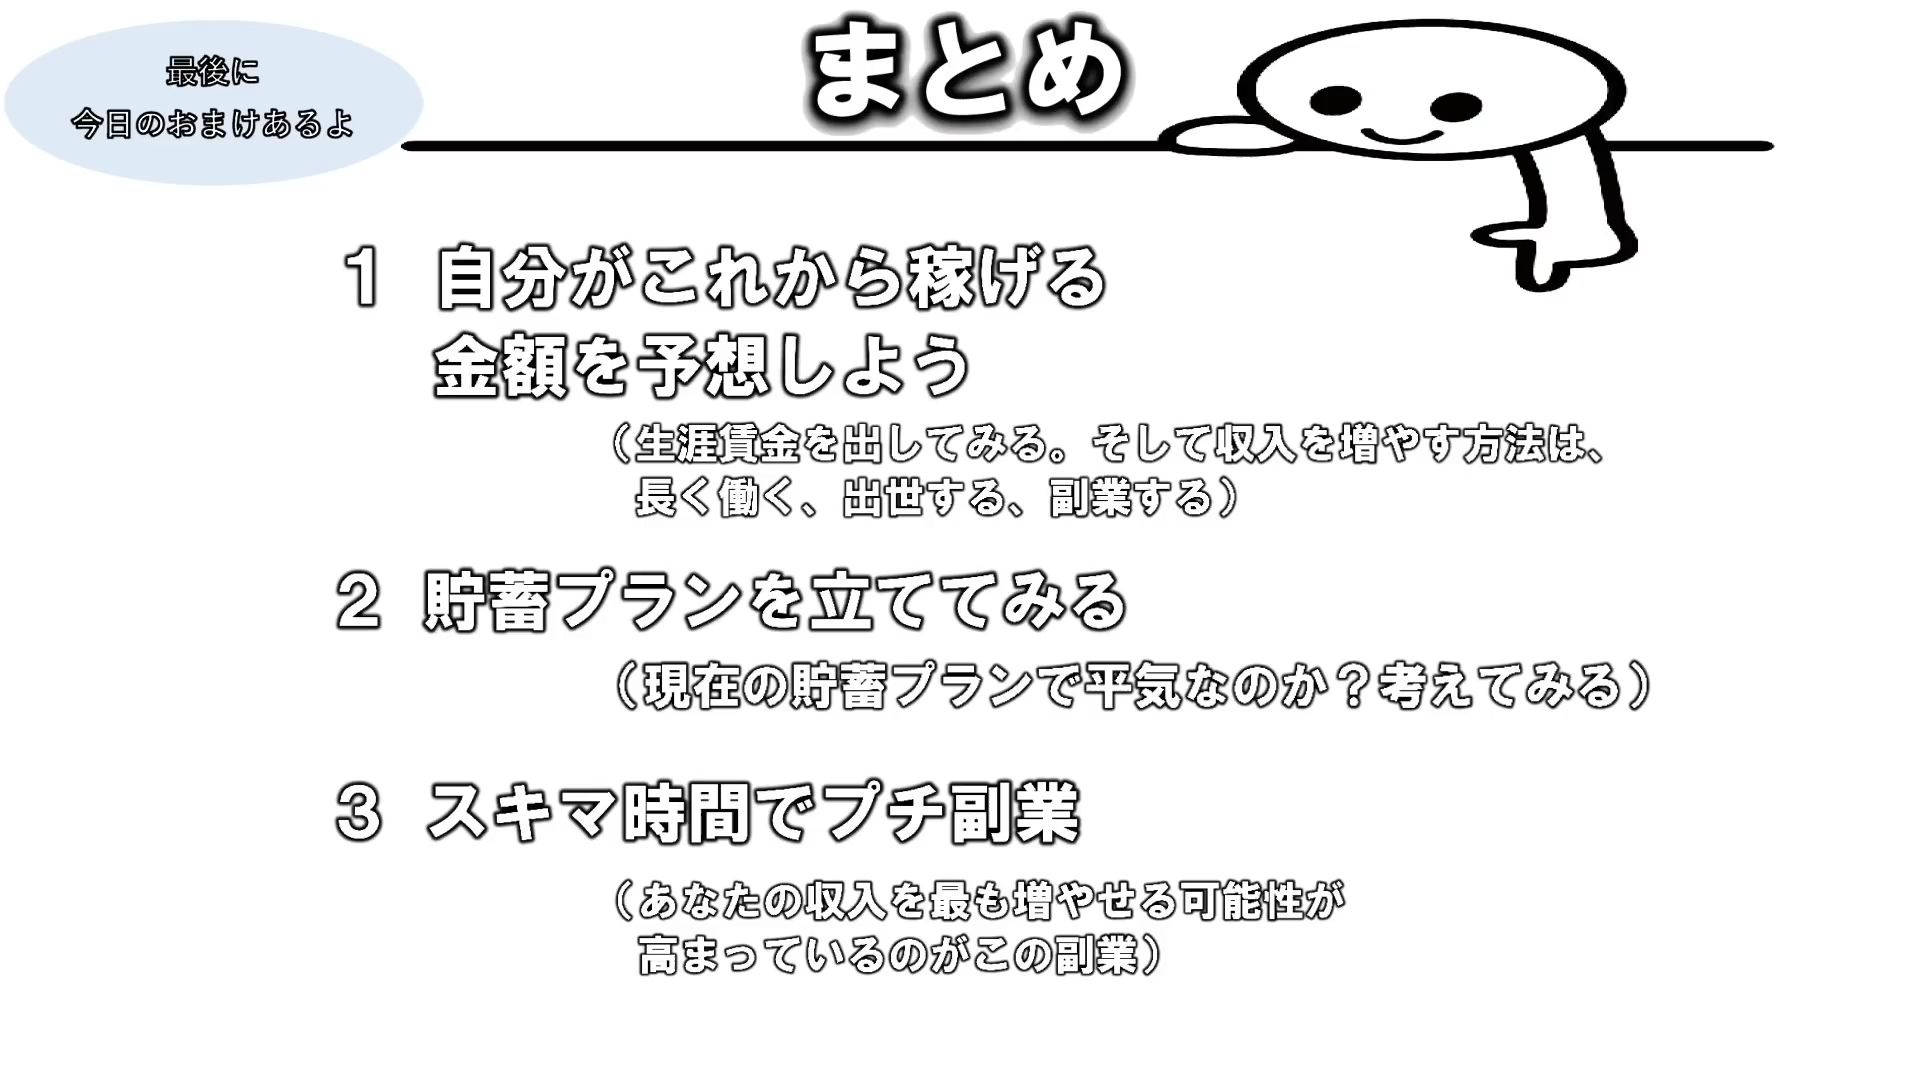 最後に
今日のおまけあるよ
まとめ
１ 自分がこれから稼げる
金額を予想しよう
（生涯賃金を出してみる。そして収入を増やす方法は、
長く働く、出世する、副業する）
２ 貯蓄プランを立ててみる
（現在の貯蓄プランで平気なのか？考えてみる）
３ スキマ時間でプチ副業
（あなたの収入を最も増やせる可能性が
高まっているのがこの副業）